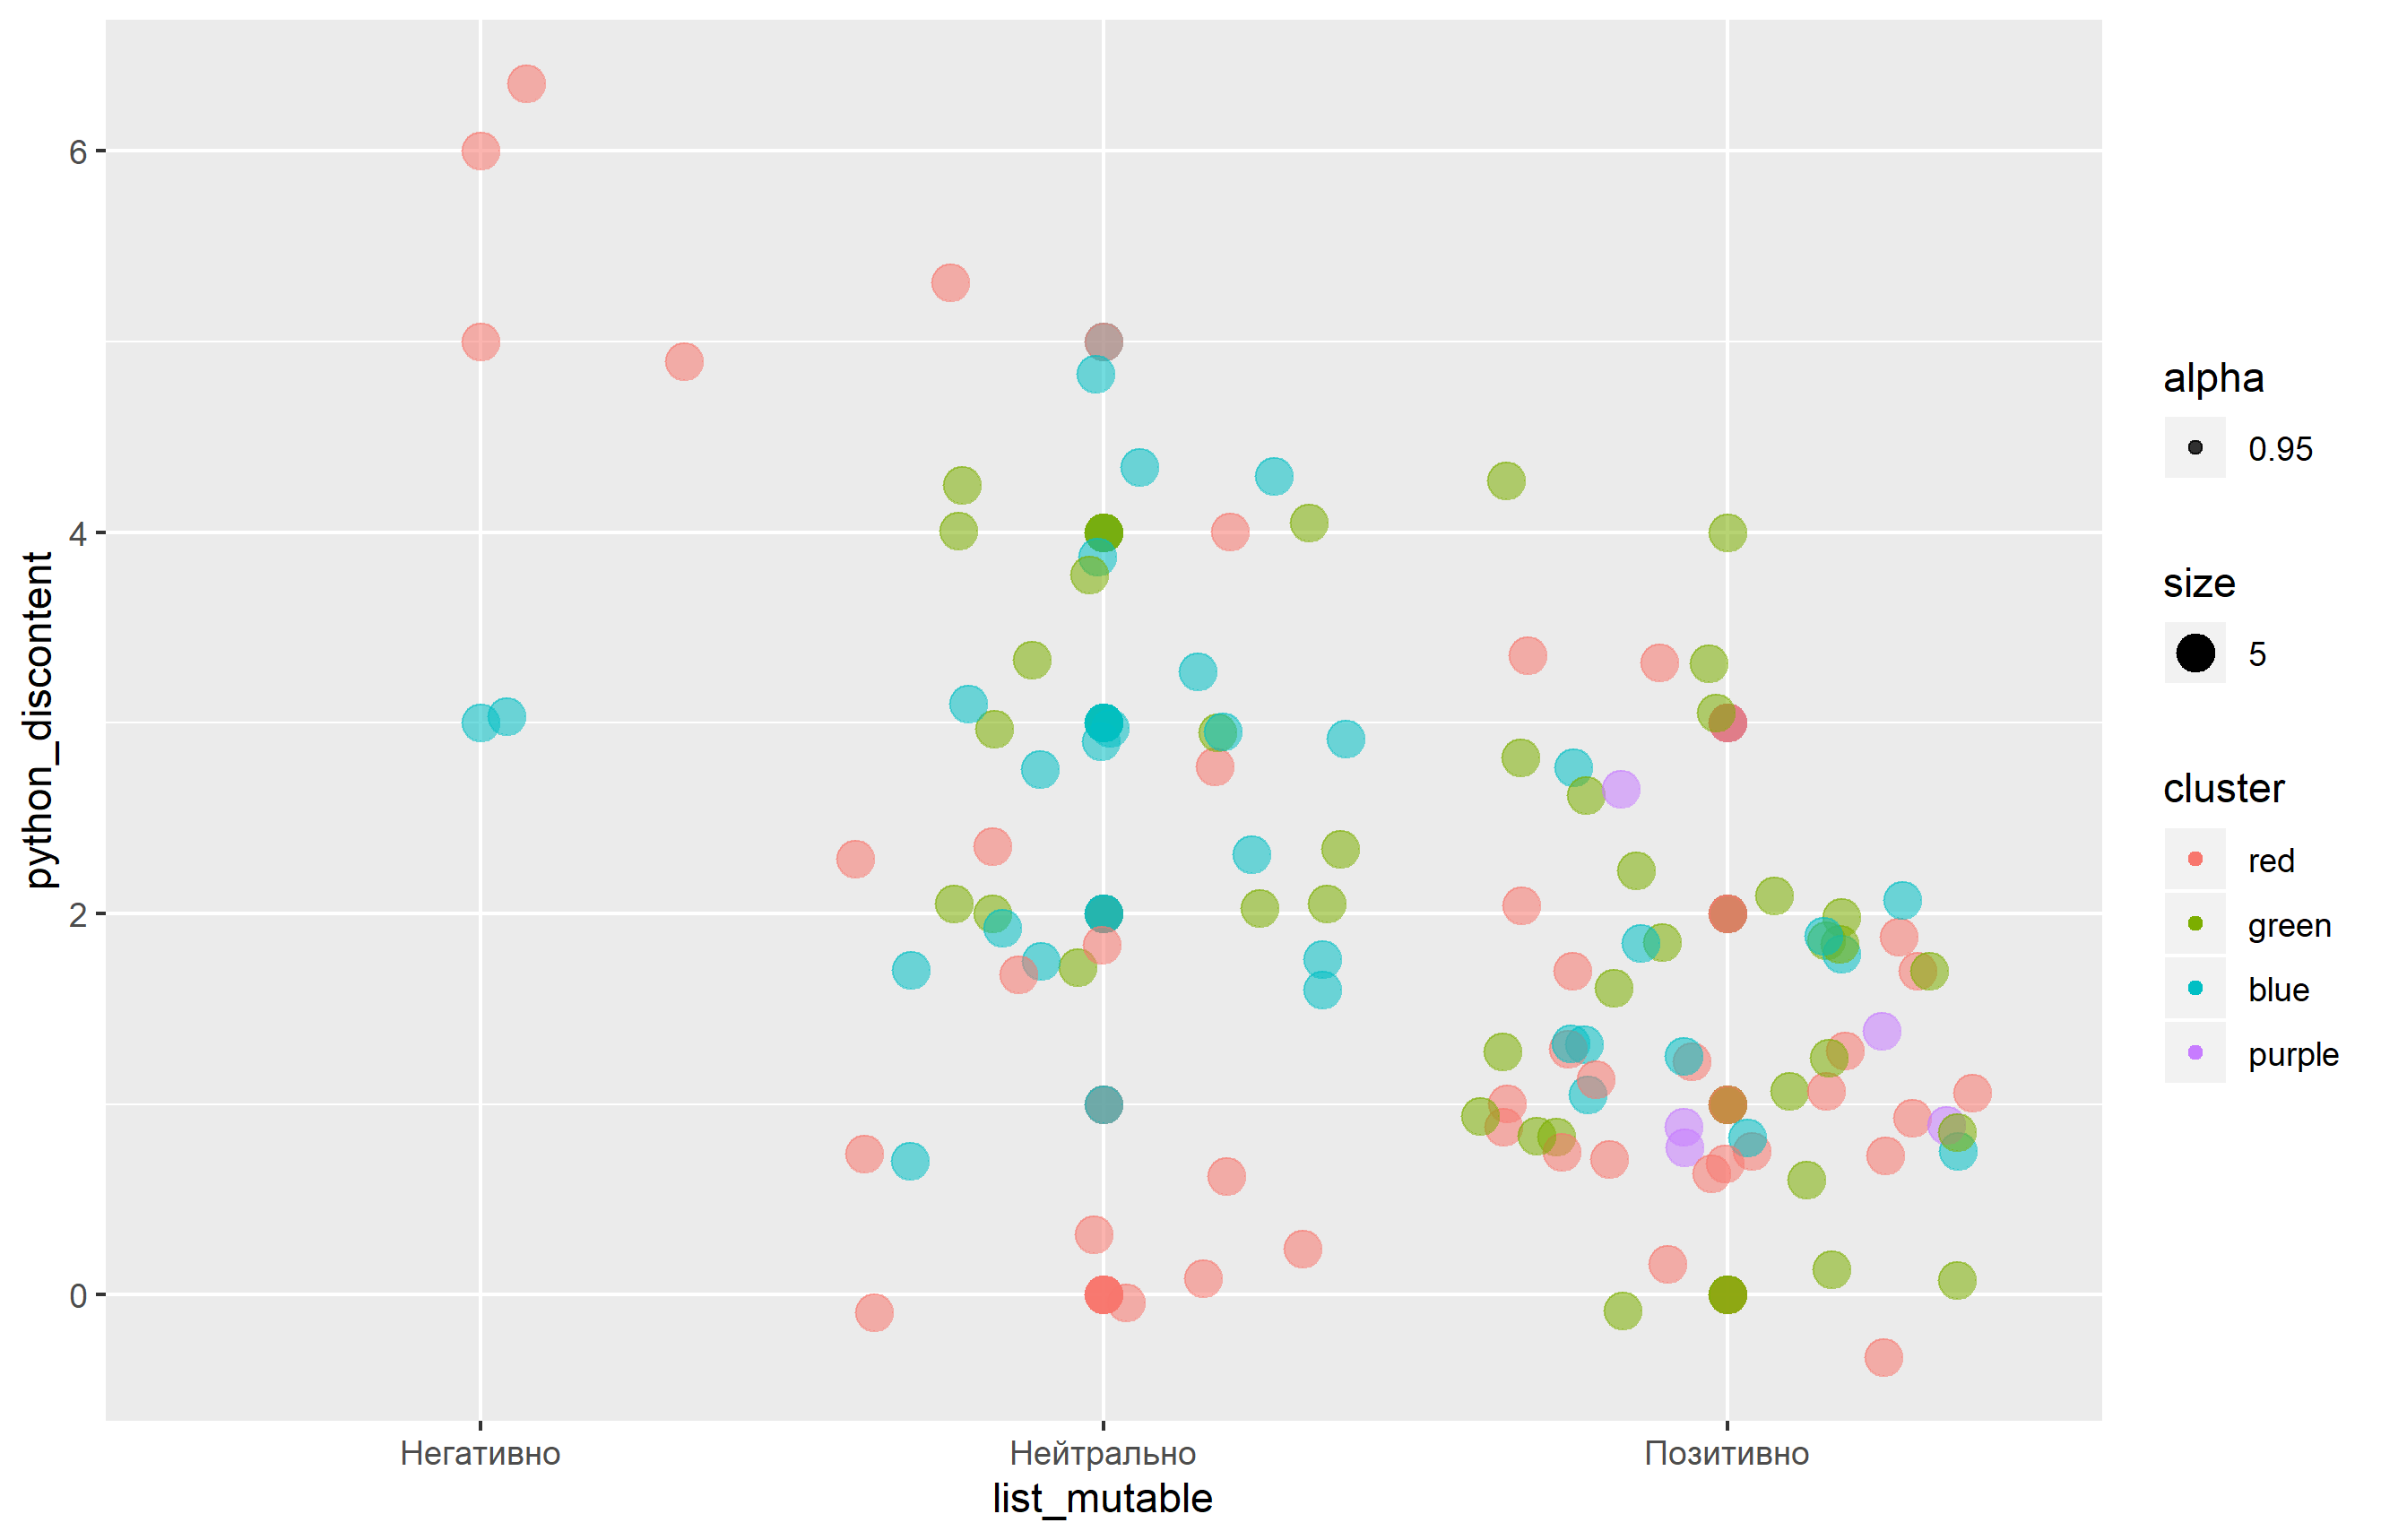 python_discontent
6
4
2
0
Негативно
Нейтрально
Позитивно
list_mutable
alpha
0.95
size
5
cluster
red
green
blue
purple